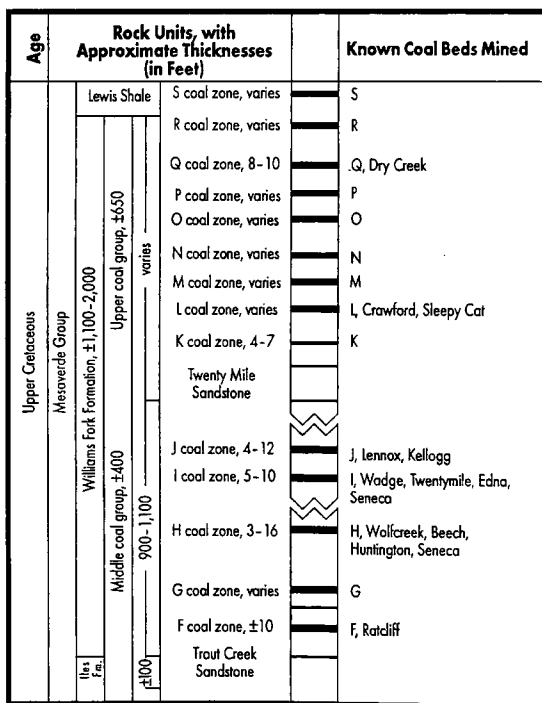 Age
Rock Units, with
Approximate Thicknesses
(in Feet)
Known Coal Beds Mined
Upper Cretaceous
Mesaverde Group
Lewis Shale
Williams Fork Formation, ±1,100-2,000
Upper coal group, ±650
varies
Middle coal group, ±400
900-1,100
Iles
Fm.
±100
S coal zone, varies
S
R coal zone, varies
R
Q coal zone, 8-10
Q, Dry Creek
P coal zone, varies
P
O coal zone, varies
O
N coal zone, varies
N
M coal zone, varies
M
L coal zone, varies
L, Crawford, Sleepy Cat
K coal zone, 4-7
K
Twenty Mile
Sandstone
J coal zone, 4-12
J, Lennox, Kellogg
I coal zone, 5-10
I, Wadge, Twentymile, Edna,
Seneca
H coal zone, 3-16
H, Wolfcreek, Beech,
Huntington, Seneca
G coal zone, varies
G
F coal zone, ±10
F, Ratcliff
Trout Creek
Sandstone